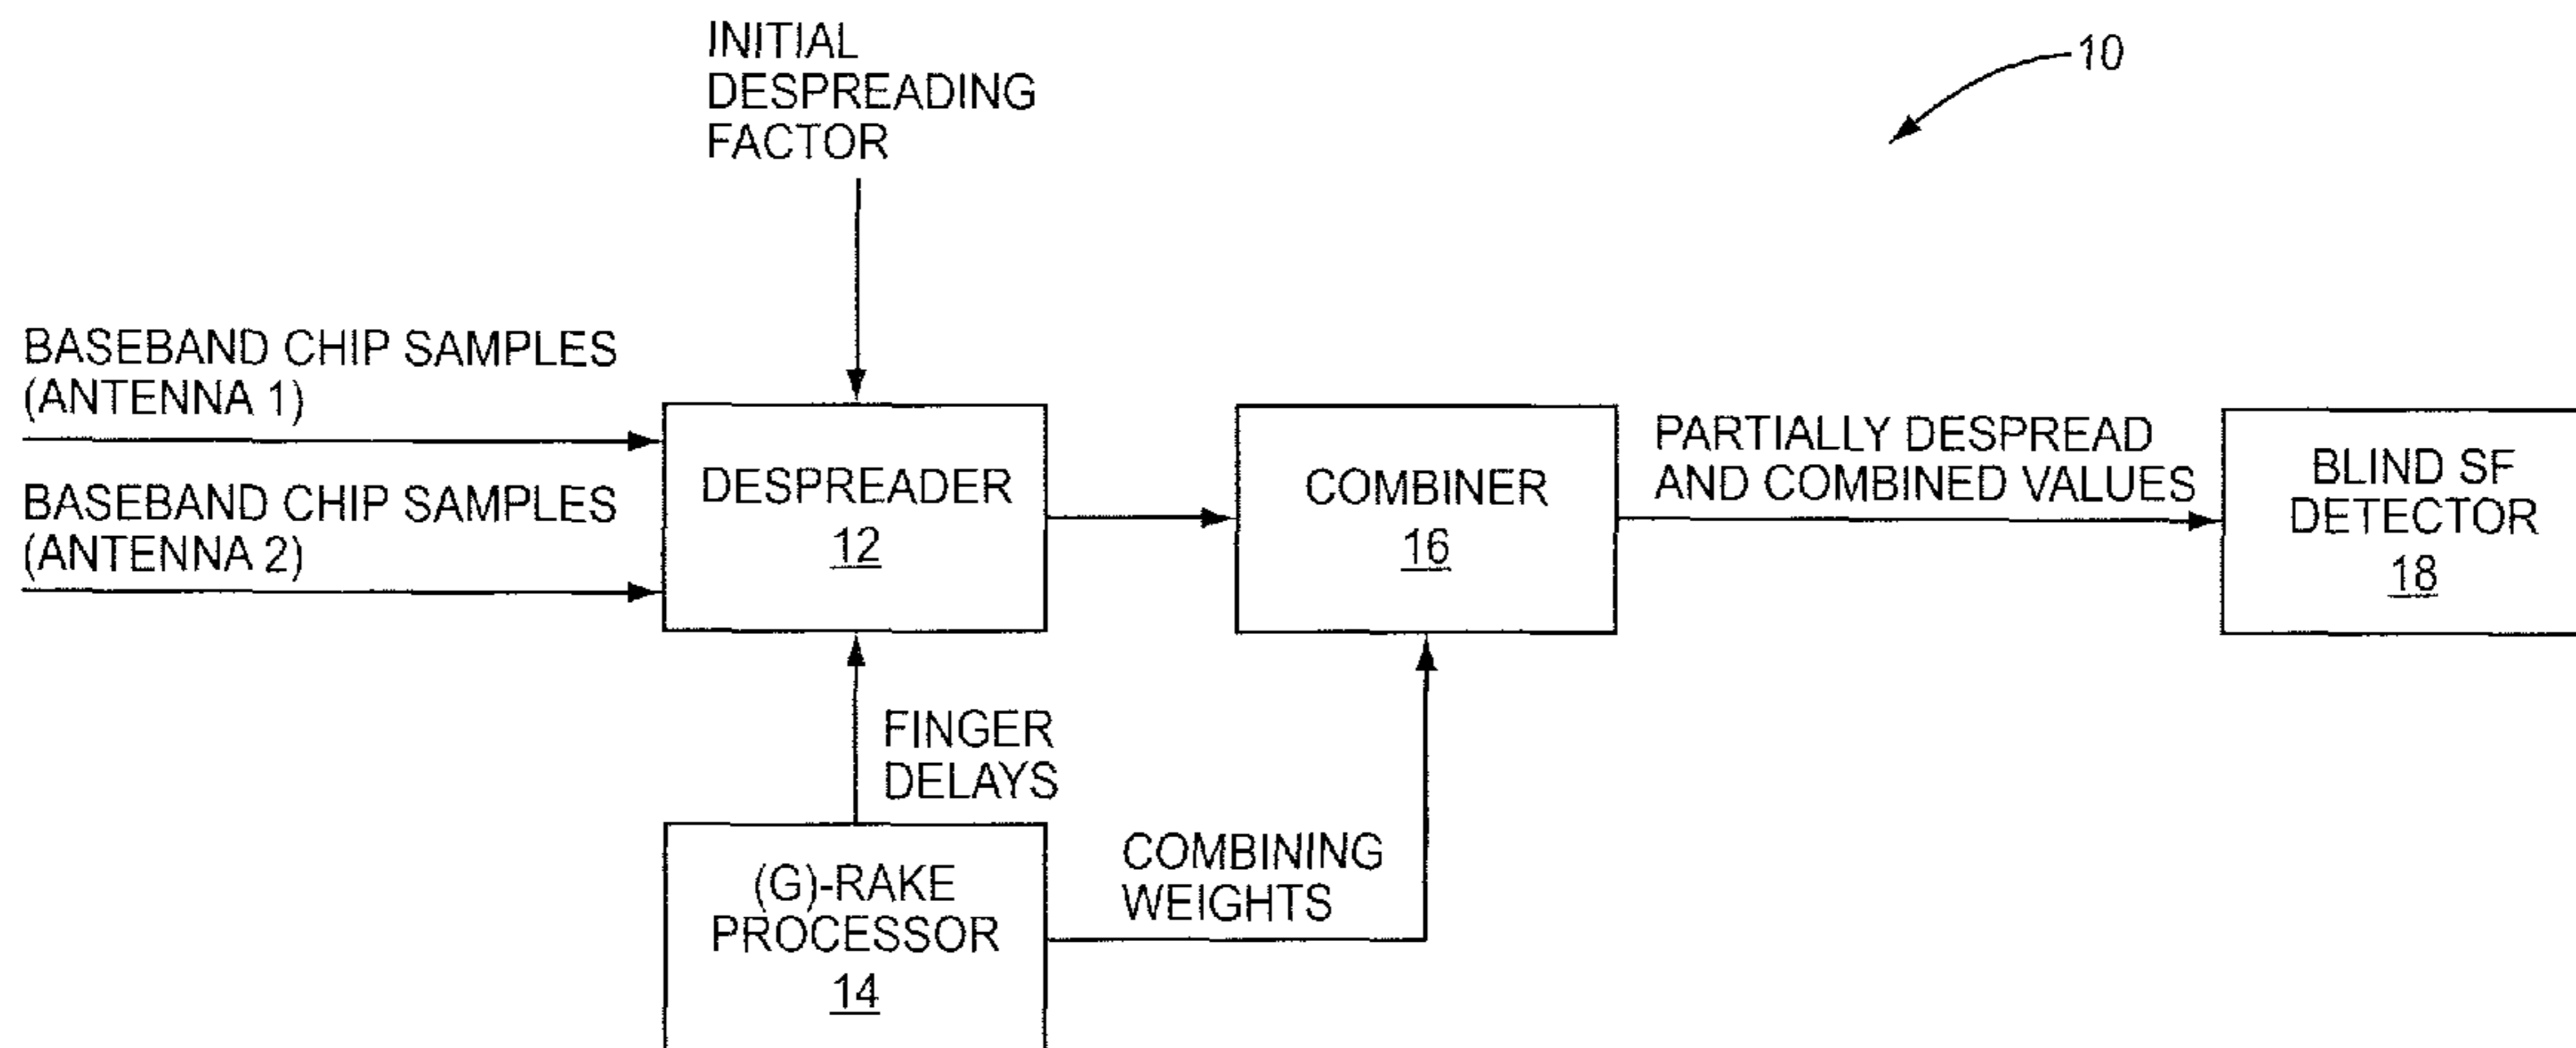 INITIAL
DESPREADING
FACTOR
10
BASEBAND CHIP SAMPLES
(ANTENNA 1)
BASEBAND CHIP SAMPLES
(ANTENNA 2)
DESPREADER
12
COMBINER
16
PARTIALLY DESPREAD
AND COMBINED VALUES
BLIND SF
DETECTOR
18
FINGER
DELAYS
(G)-RAKE
PROCESSOR
14
COMBINING
WEIGHTS